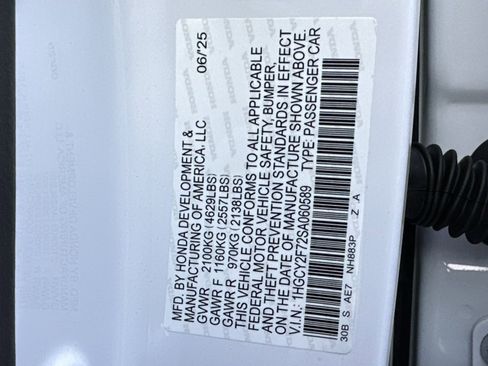 MFD. BY HONDA DEVELOPMENT & 06/'25
MANUFACTURING OF AMERICA, LLC
GVWR 2100KG (4629LBS)
GAWR F 1160KG (2557LBS)
GAWR R 970KG (2138LBS)
THIS VEHICLE CONFORMS TO ALL APPLICABLE
FEDERAL MOTOR VEHICLE SAFETY, BUMPER,
AND THEFT PREVENTION STANDARDS IN EFFECT
ON THE DATE OF MANUFACTURE SHOWN ABOVE.
V.I.N.: 1HGCY2F72SA060589 TYPE: PASSENGER CAR
30B S AE7 NH883P Z A